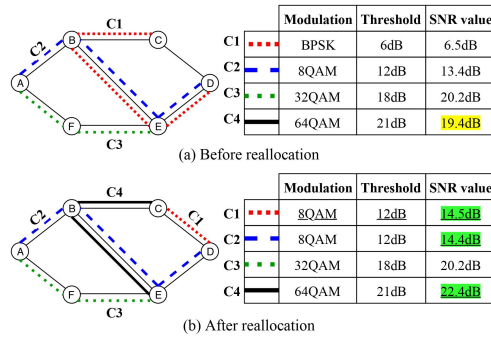 C1
C2
B
C
A
D
F
E
C3
Modulation Threshold SNR value
C1 BPSK 6dB 6.5dB
C2 8QAM 12dB 13.4dB
C3 32QAM 18dB 20.2dB
C4 64QAM 21dB 19.4dB
(a) Before reallocation
C4
C2
B
C
C1
A
D
F
E
C3
Modulation Threshold SNR value
C1 8QAM 12dB 14.5dB
C2 8QAM 12dB 14.4dB
C3 32QAM 18dB 20.2dB
C4 64QAM 21dB 22.4dB
(b) After reallocation